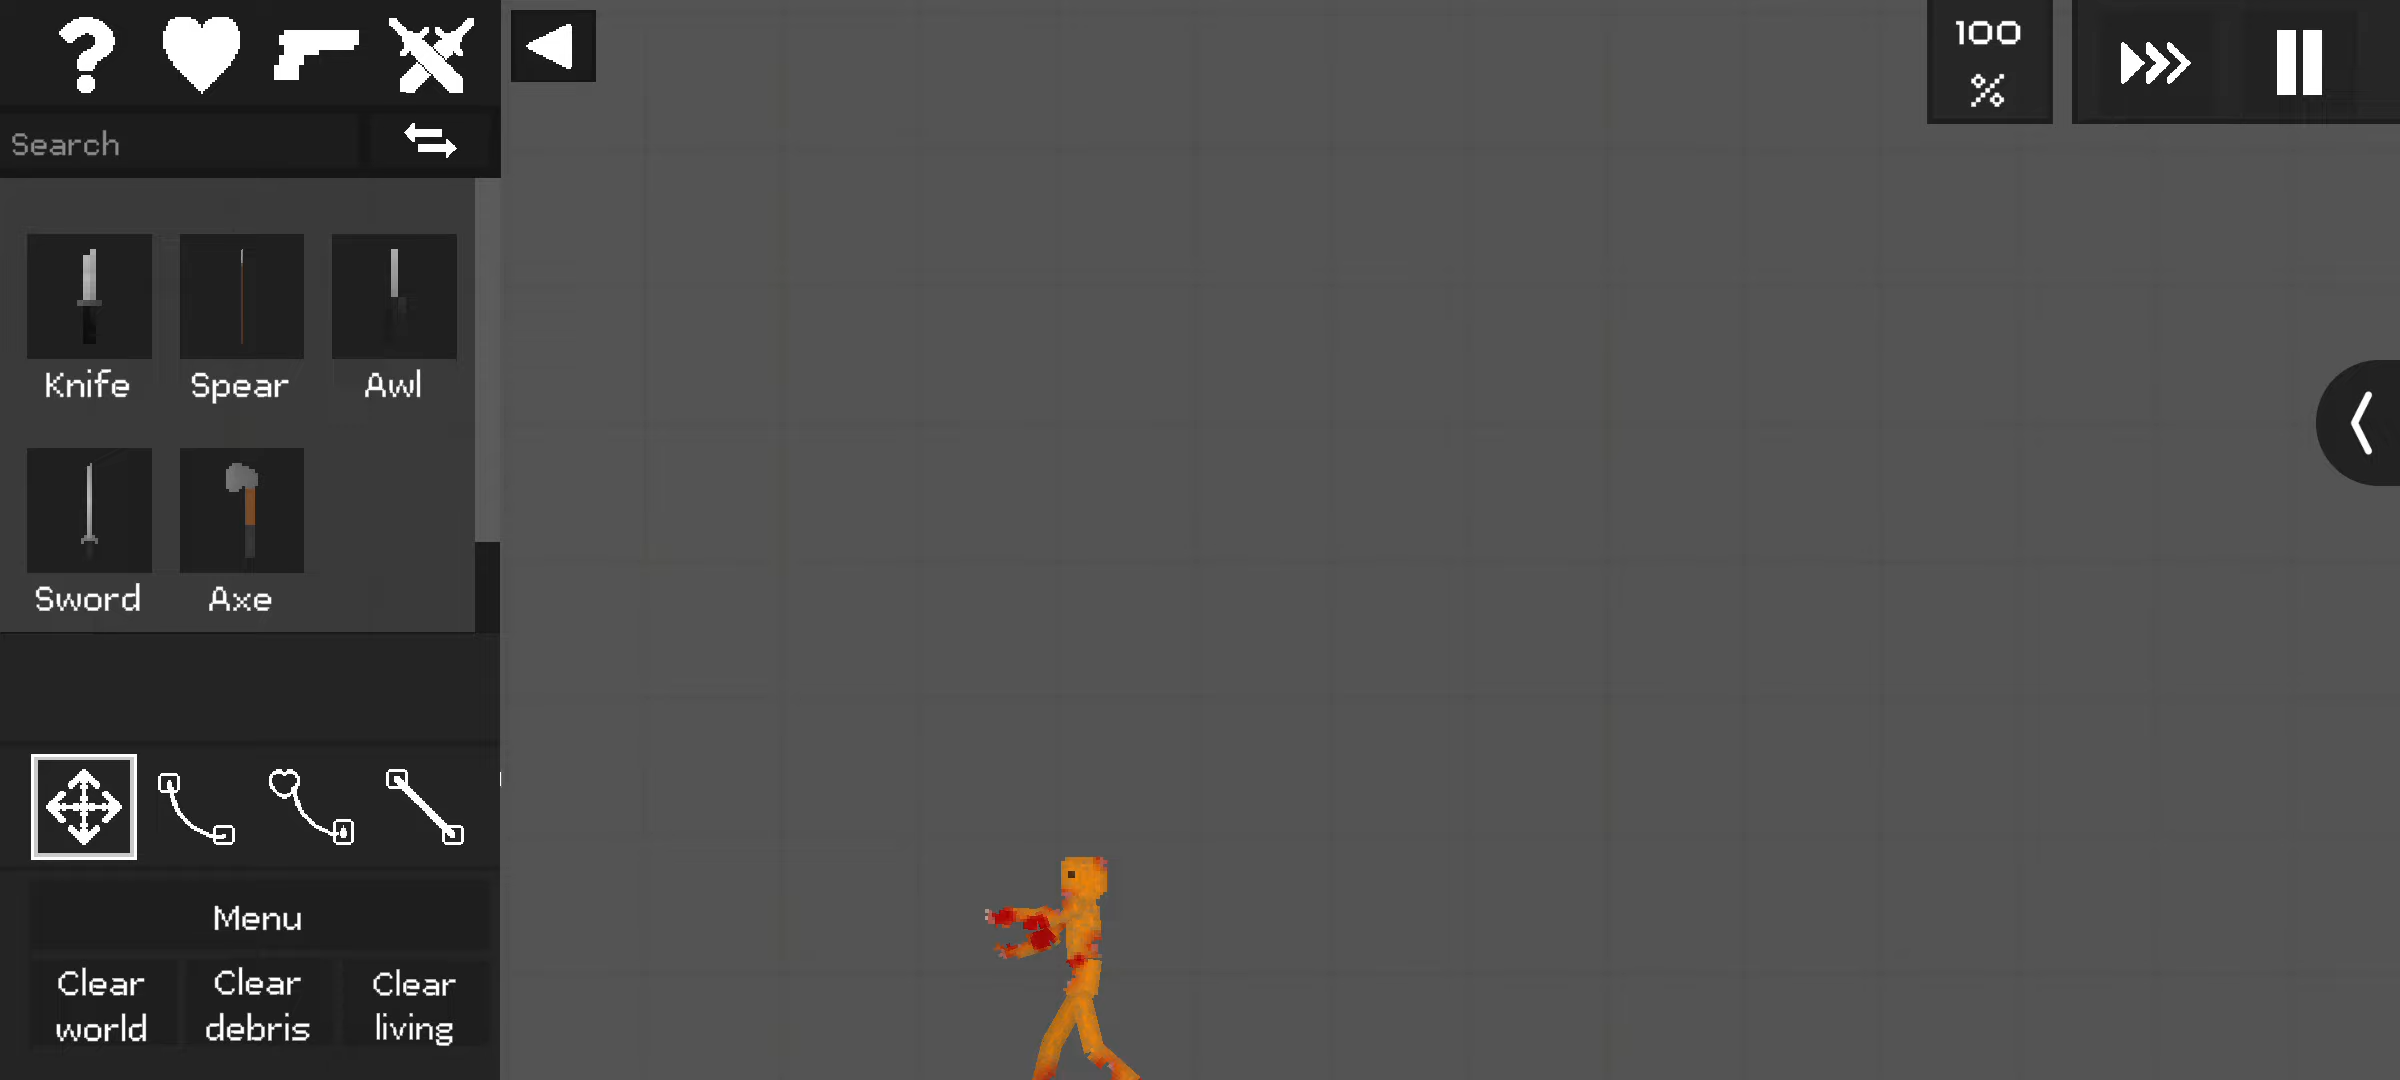 100
%
Search
Knife
Spear
Awl
Sword
Axe
Menu
Clear
world
Clear
debris
Clear
living